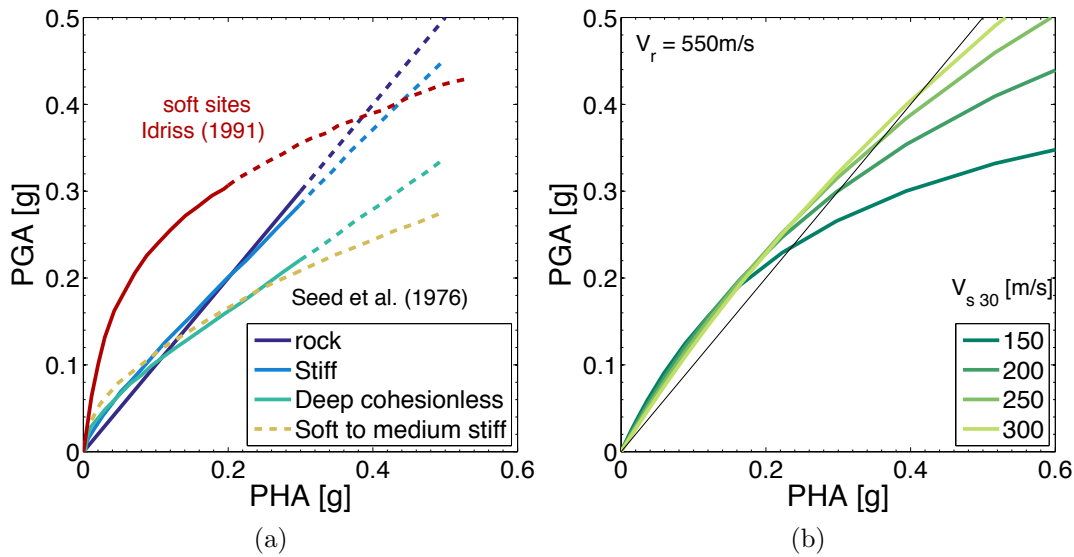 0.5
0.4
0.3
0.2
0.1
0
PGA [g]
0
0.2
0.4
0.6
PHA [g]
soft sites
Idriss (1991)
Seed et al. (1976)
rock
Stiff
Deep cohesionless
Soft to medium stiff
(a)
0.5
0.4
0.3
0.2
0.1
0
PGA [g]
0
0.2
0.4
0.6
PHA [g]
V_r = 550m/s
V_s 30 [m/s]
150
200
250
300
(b)